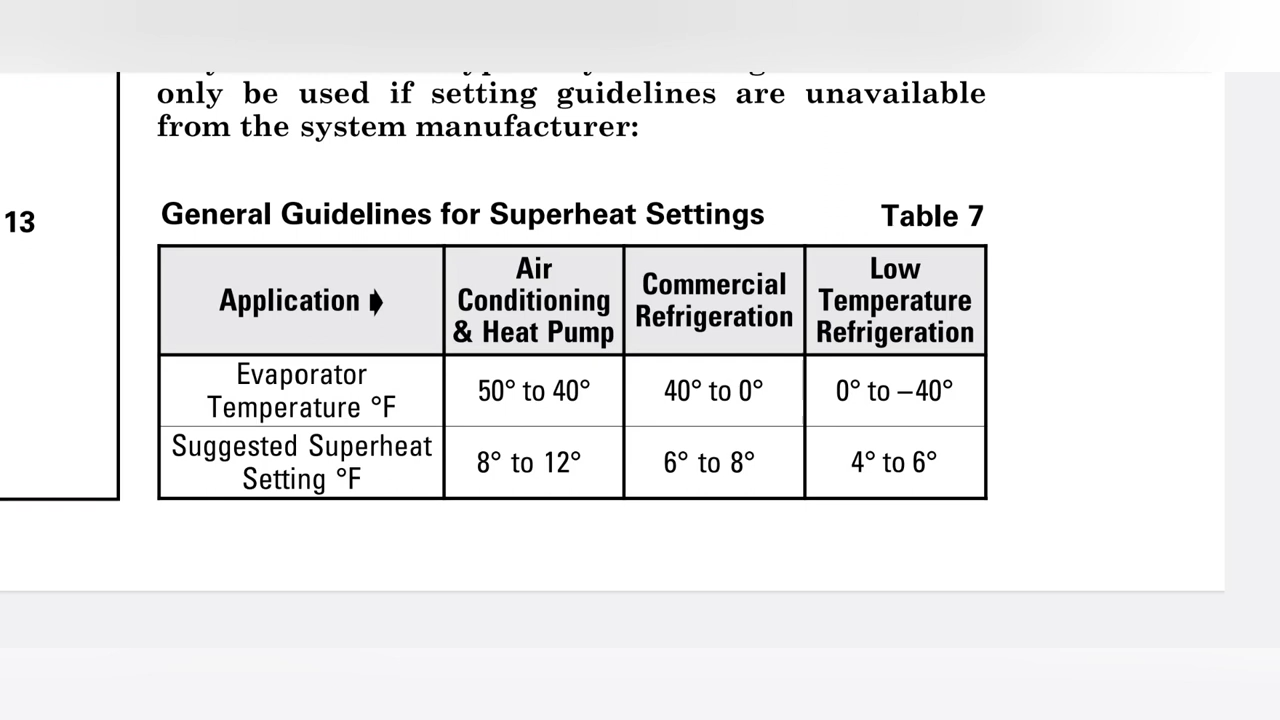 only be used if setting guidelines are unavailable
from the system manufacturer:
13
General Guidelines for Superheat Settings Table 7
Application Air Conditioning & Heat Pump Commercial Refrigeration Low Temperature Refrigeration
Evaporator Temperature °F 50° to 40° 40° to 0° 0° to –40°
Suggested Superheat Setting °F 8° to 12° 6° to 8° 4° to 6°